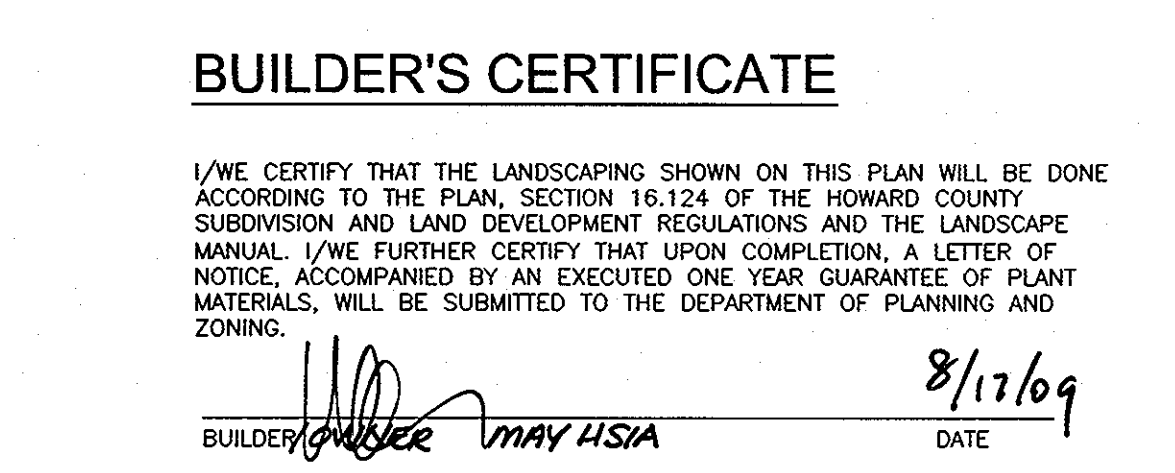 BUILDER'S CERTIFICATE
I/WE CERTIFY THAT THE LANDSCAPING SHOWN ON THIS PLAN WILL BE DONE
ACCORDING TO THE PLAN, SECTION 16.124 OF THE HOWARD COUNTY
SUBDIVISION AND LAND DEVELOPMENT REGULATIONS AND THE LANDSCAPE
MANUAL. I/WE FURTHER CERTIFY THAT UPON COMPLETION, A LETTER OF
NOTICE, ACCOMPANIED BY AN EXECUTED ONE YEAR GUARANTEE OF PLANT
MATERIALS, WILL BE SUBMITTED TO THE DEPARTMENT OF PLANNING AND
ZONING.
8/17/09
BUILDER/OWNER MAY HSIA DATE